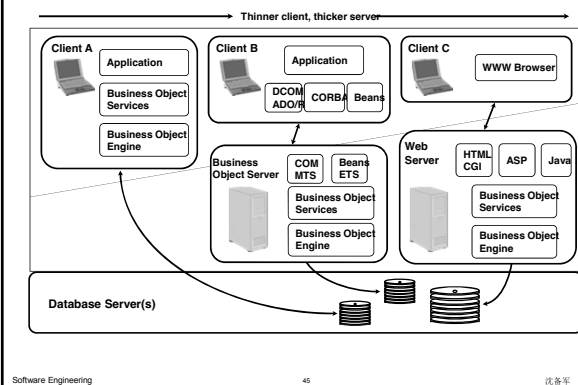 Thinner client, thicker server
Client A
Application
Business Object
Services
Business Object
Engine
Client B
Application
DCOM
ADO/R
CORBA
Beans
Client C
WWW Browser
Business
Object Server
COM
MTS
Beans
ETS
Business Object
Services
Business Object
Engine
Web
Server
HTML
CGI
ASP
Java
Business Object
Services
Business Object
Engine
Database Server(s)
Software Engineering
45
沈备军